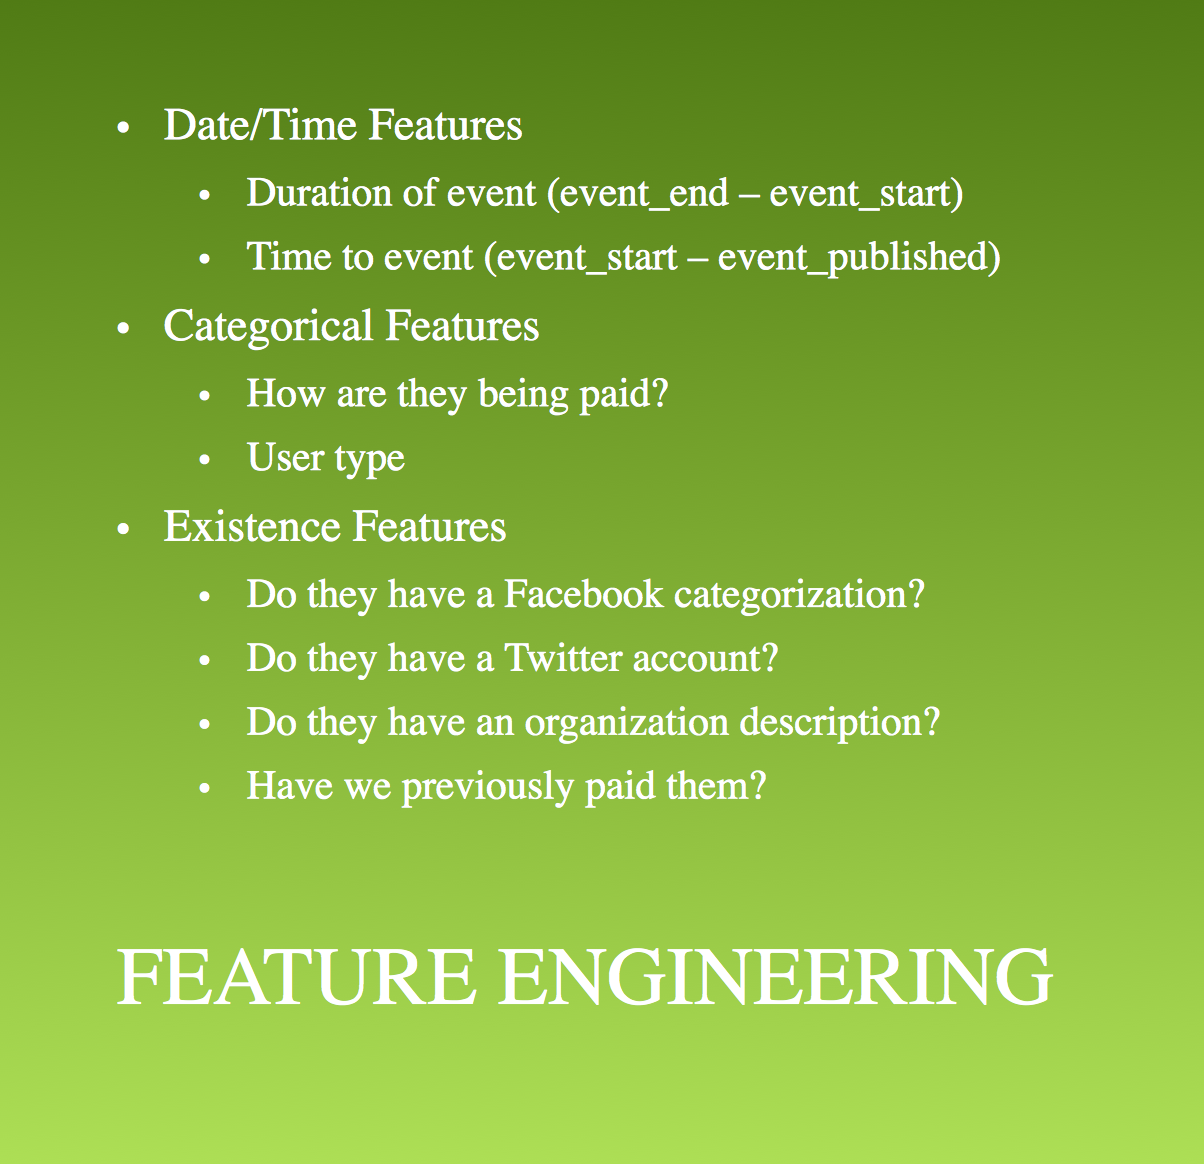 • Date/Time Features
• Duration of event (event_end – event_start)
• Time to event (event_start – event_published)
• Categorical Features
• How are they being paid?
• User type
• Existence Features
• Do they have a Facebook categorization?
• Do they have a Twitter account?
• Do they have an organization description?
• Have we previously paid them?
FEATURE ENGINEERING